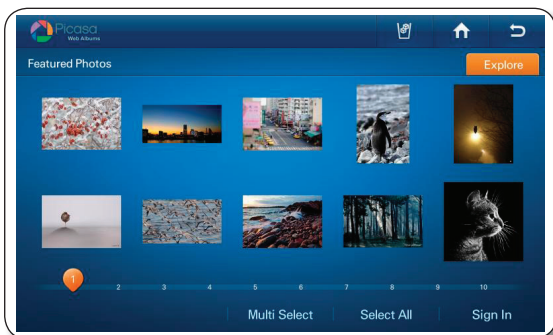 Picasa
Web Albums
Featured Photos
Explore
1 2 3 4 5 6 7 8 9 10
Multi Select
Select All
Sign In